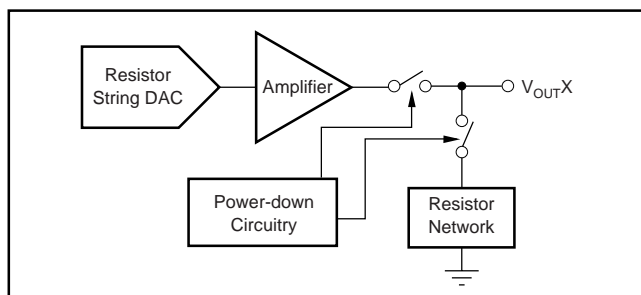 Resistor
String DAC
Amplifier
VOUTX
Power-down
Circuitry
Resistor
Network